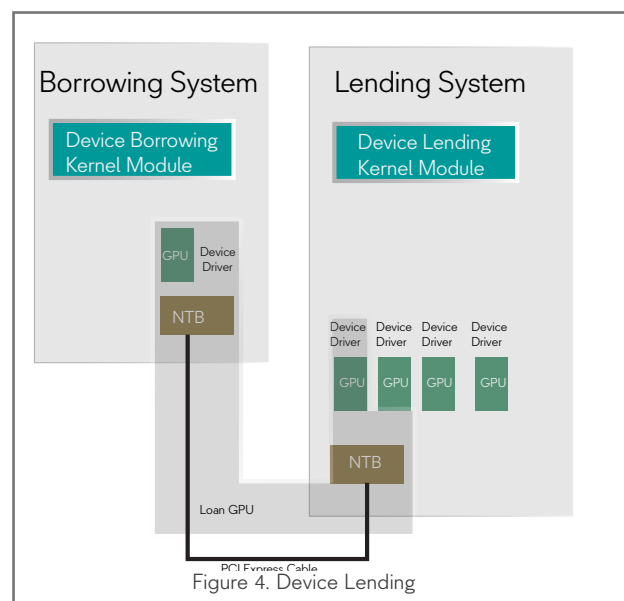 Borrowing System
Lending System
Device Borrowing
Kernel Module
Device Lending
Kernel Module
GPU
Device
Driver
NTB
Device
Driver
Device
Driver
Device
Driver
Device
Driver
GPU
GPU
GPU
GPU
NTB
Loan GPU
PCI Express Cable
Figure 4. Device Lending